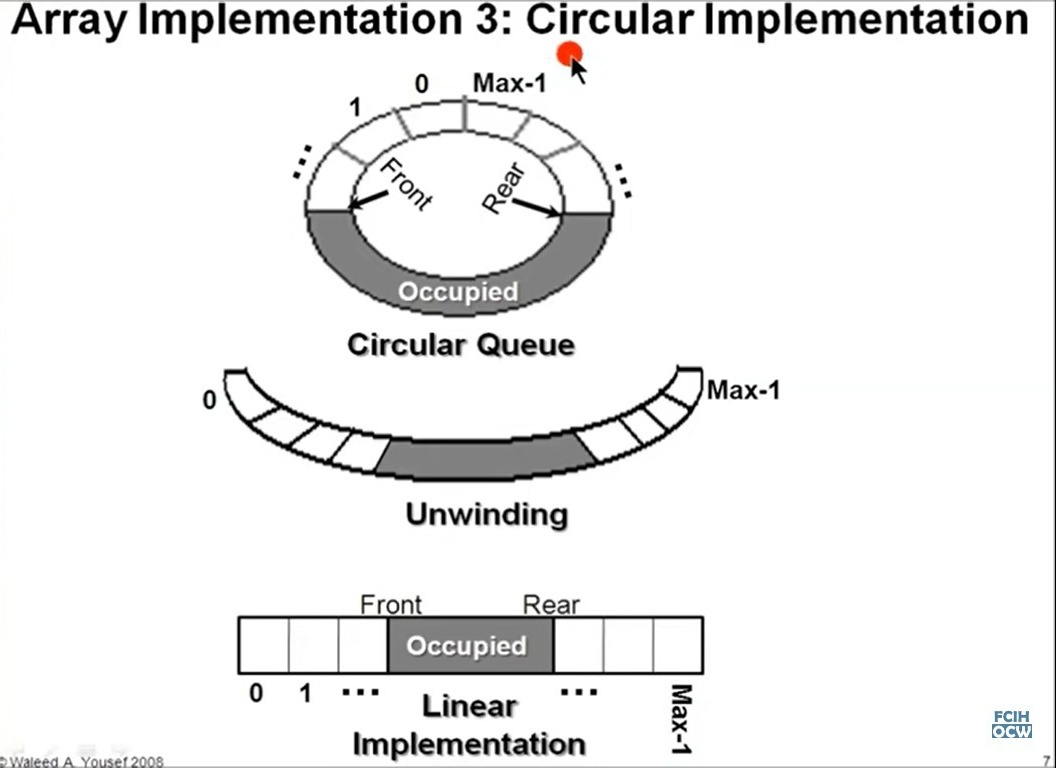 Array Implementation 3: Circular Implementation
0 Max-1
1
...
...
Front
Rear
Occupied
Circular Queue
0
Max-1
Unwinding
Front Rear
Occupied
0 1 ... ...
Max-1
Linear
Implementation
FCIH
OCW
© Waleed A. Yousef 2008
7